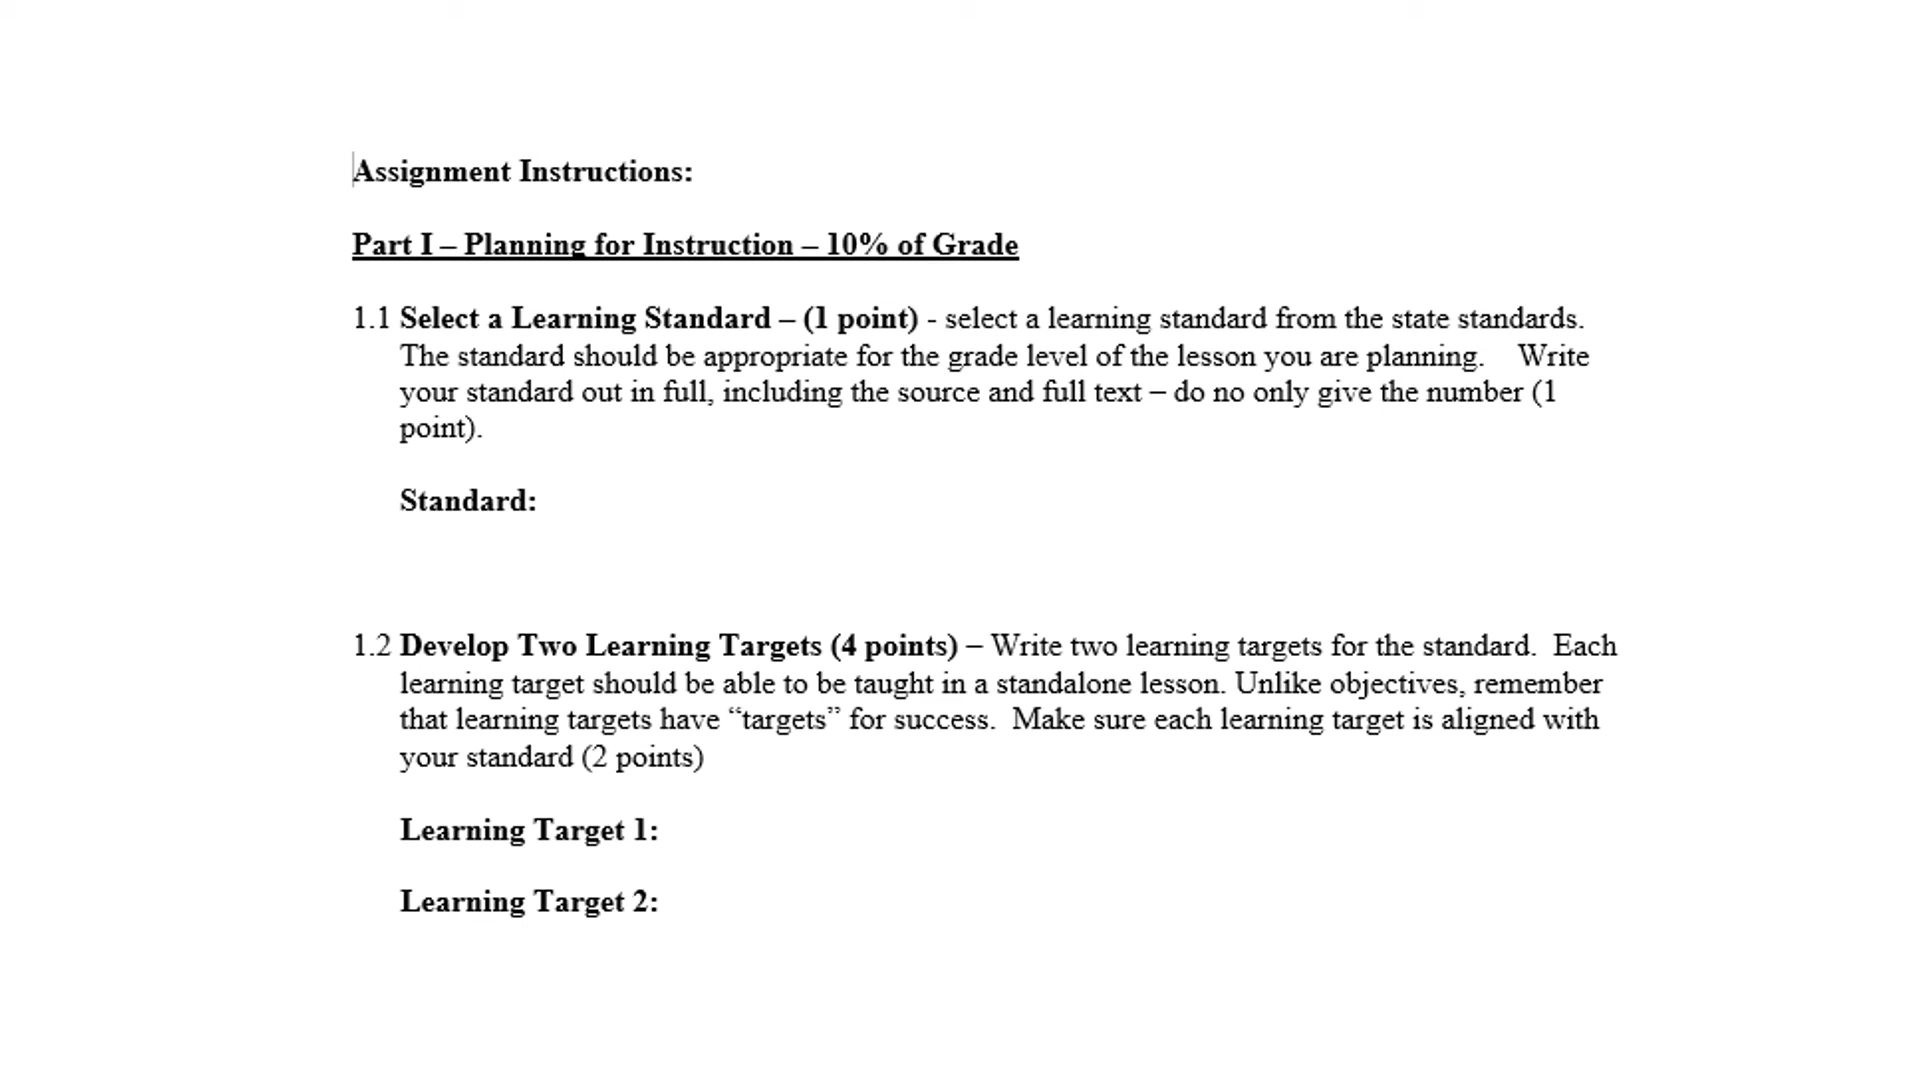 Assignment Instructions:
Part I – Planning for Instruction – 10% of Grade
1.1 Select a Learning Standard – (1 point) - select a learning standard from the state standards.
The standard should be appropriate for the grade level of the lesson you are planning. Write
your standard out in full, including the source and full text – do no only give the number (1
point).
Standard:
1.2 Develop Two Learning Targets (4 points) – Write two learning targets for the standard. Each
learning target should be able to be taught in a standalone lesson. Unlike objectives, remember
that learning targets have “targets” for success. Make sure each learning target is aligned with
your standard (2 points)
Learning Target 1:
Learning Target 2: